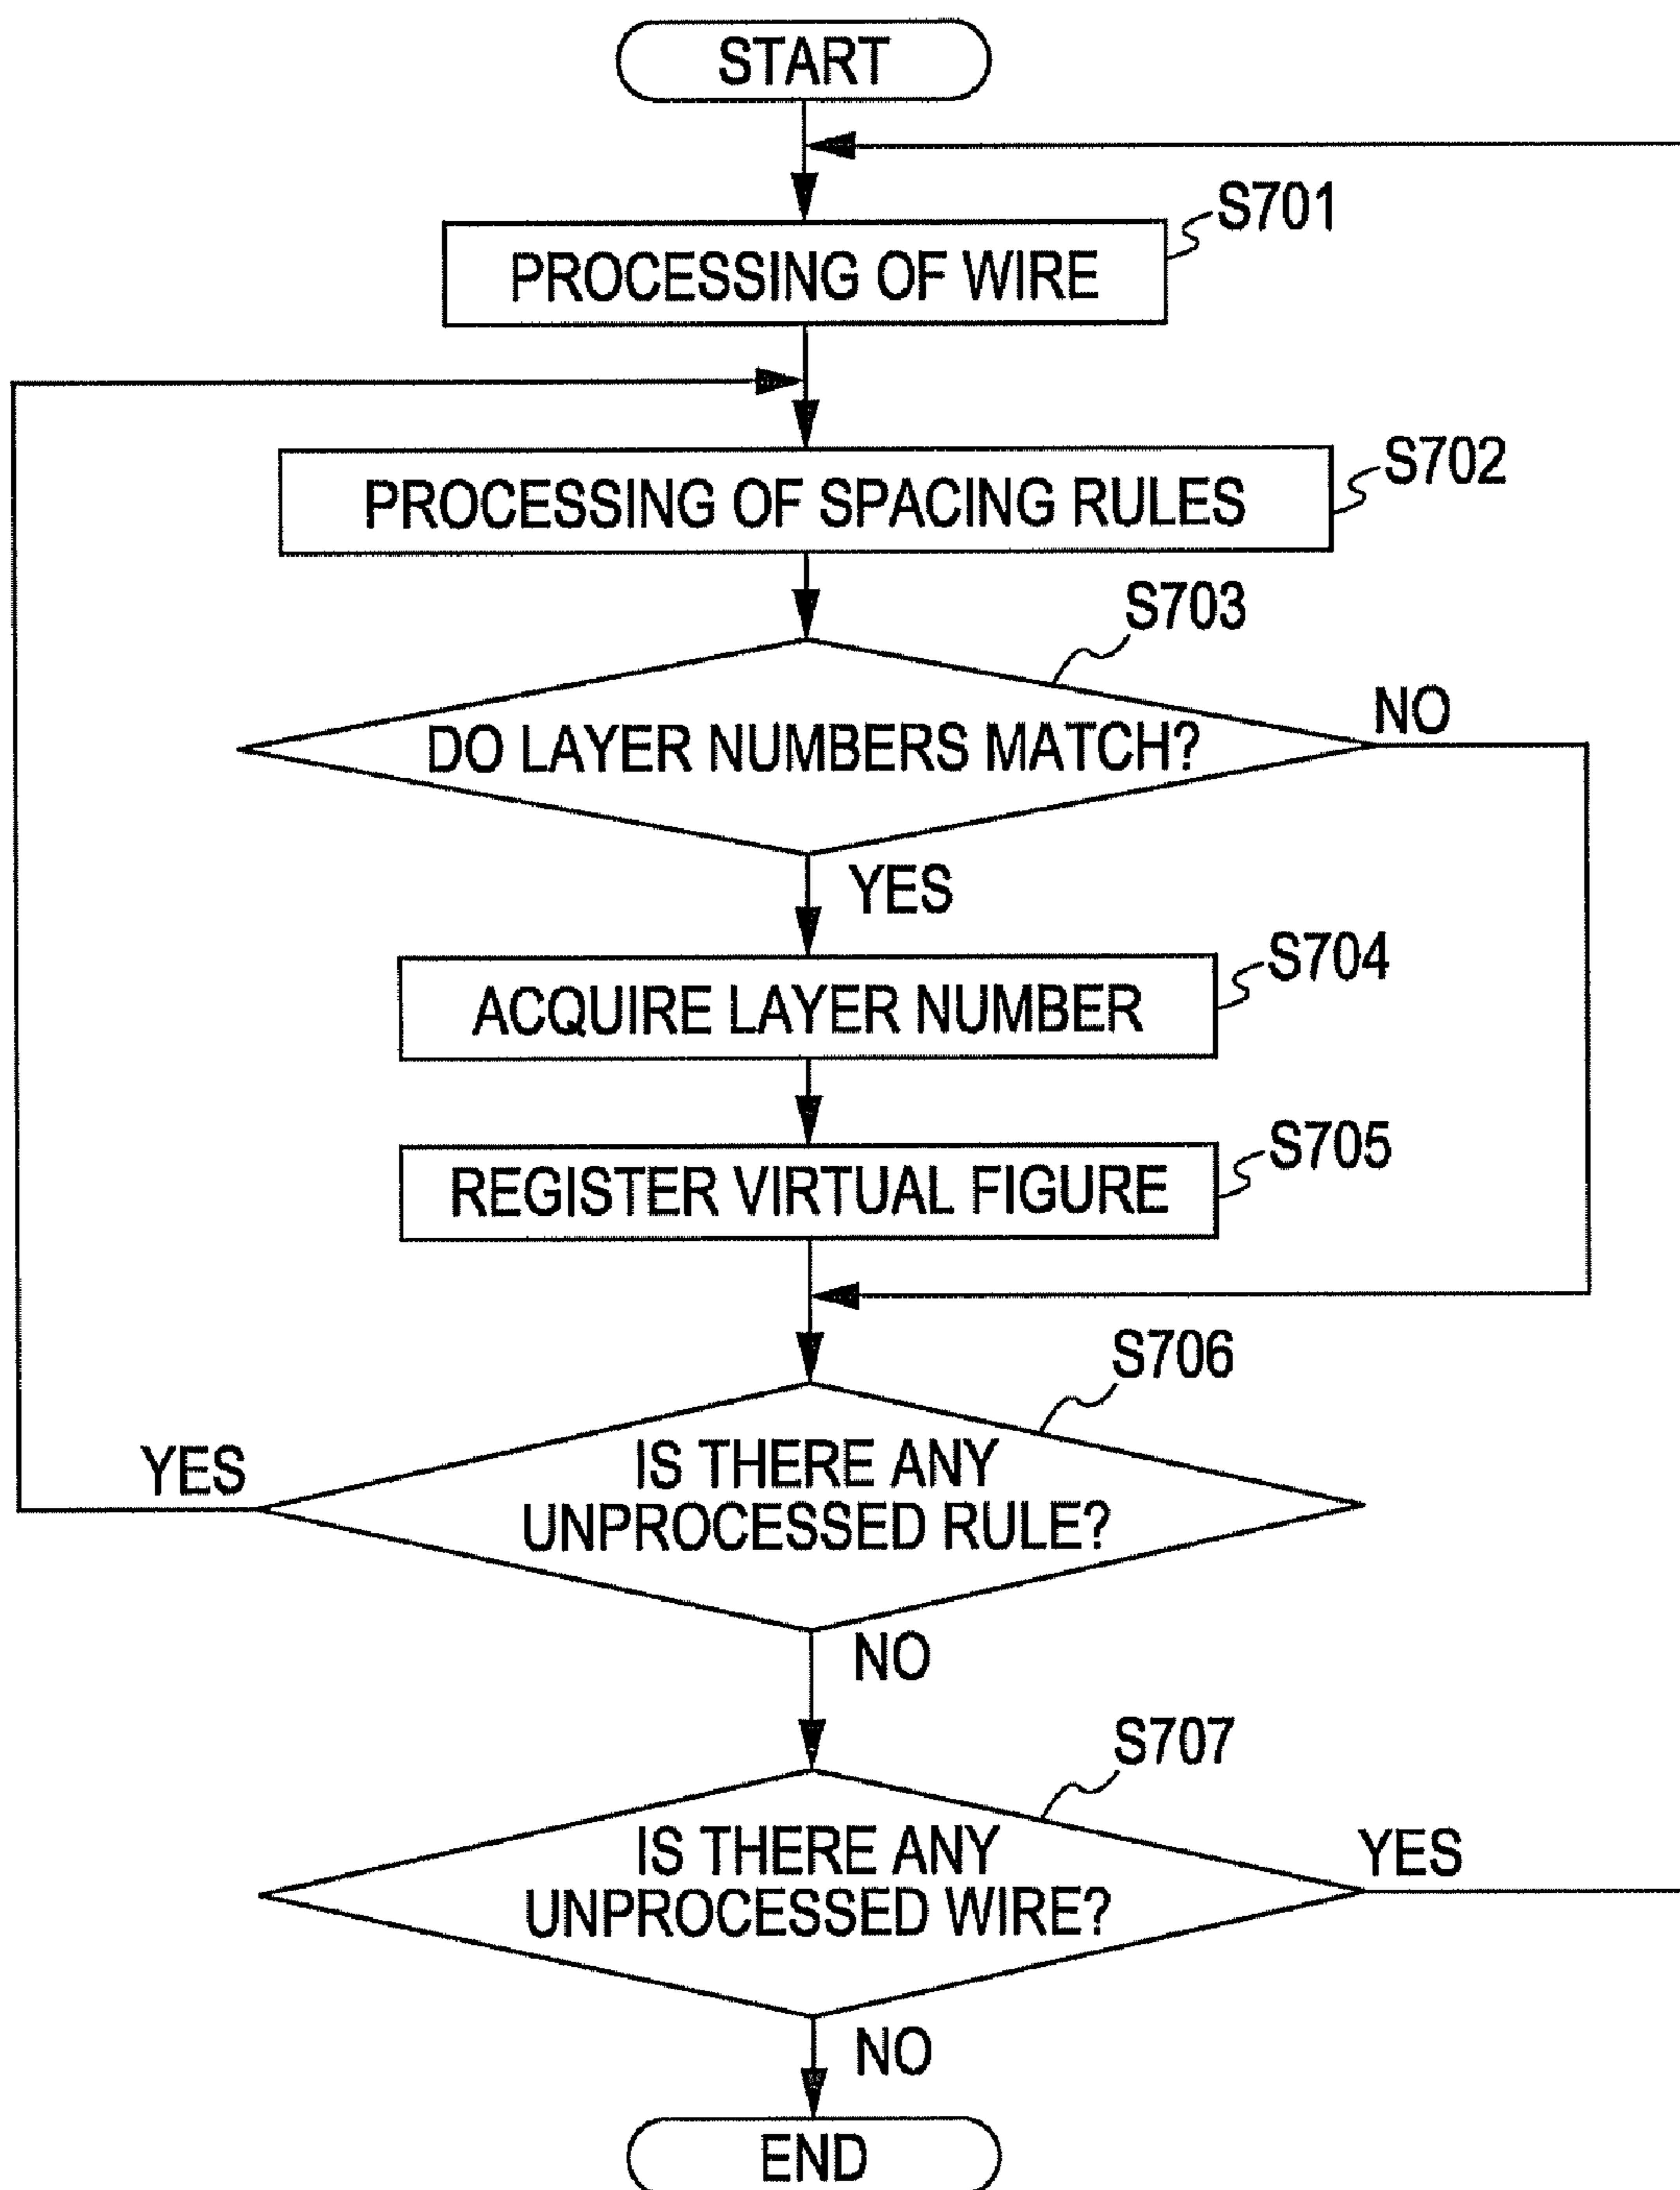 START
S701
PROCESSING OF WIRE
S702
PROCESSING OF SPACING RULES
S703
DO LAYER NUMBERS MATCH?
NO
YES
S704
ACQUIRE LAYER NUMBER
S705
REGISTER VIRTUAL FIGURE
S706
IS THERE ANY
UNPROCESSED RULE?
YES
NO
S707
IS THERE ANY
UNPROCESSED WIRE?
YES
NO
END